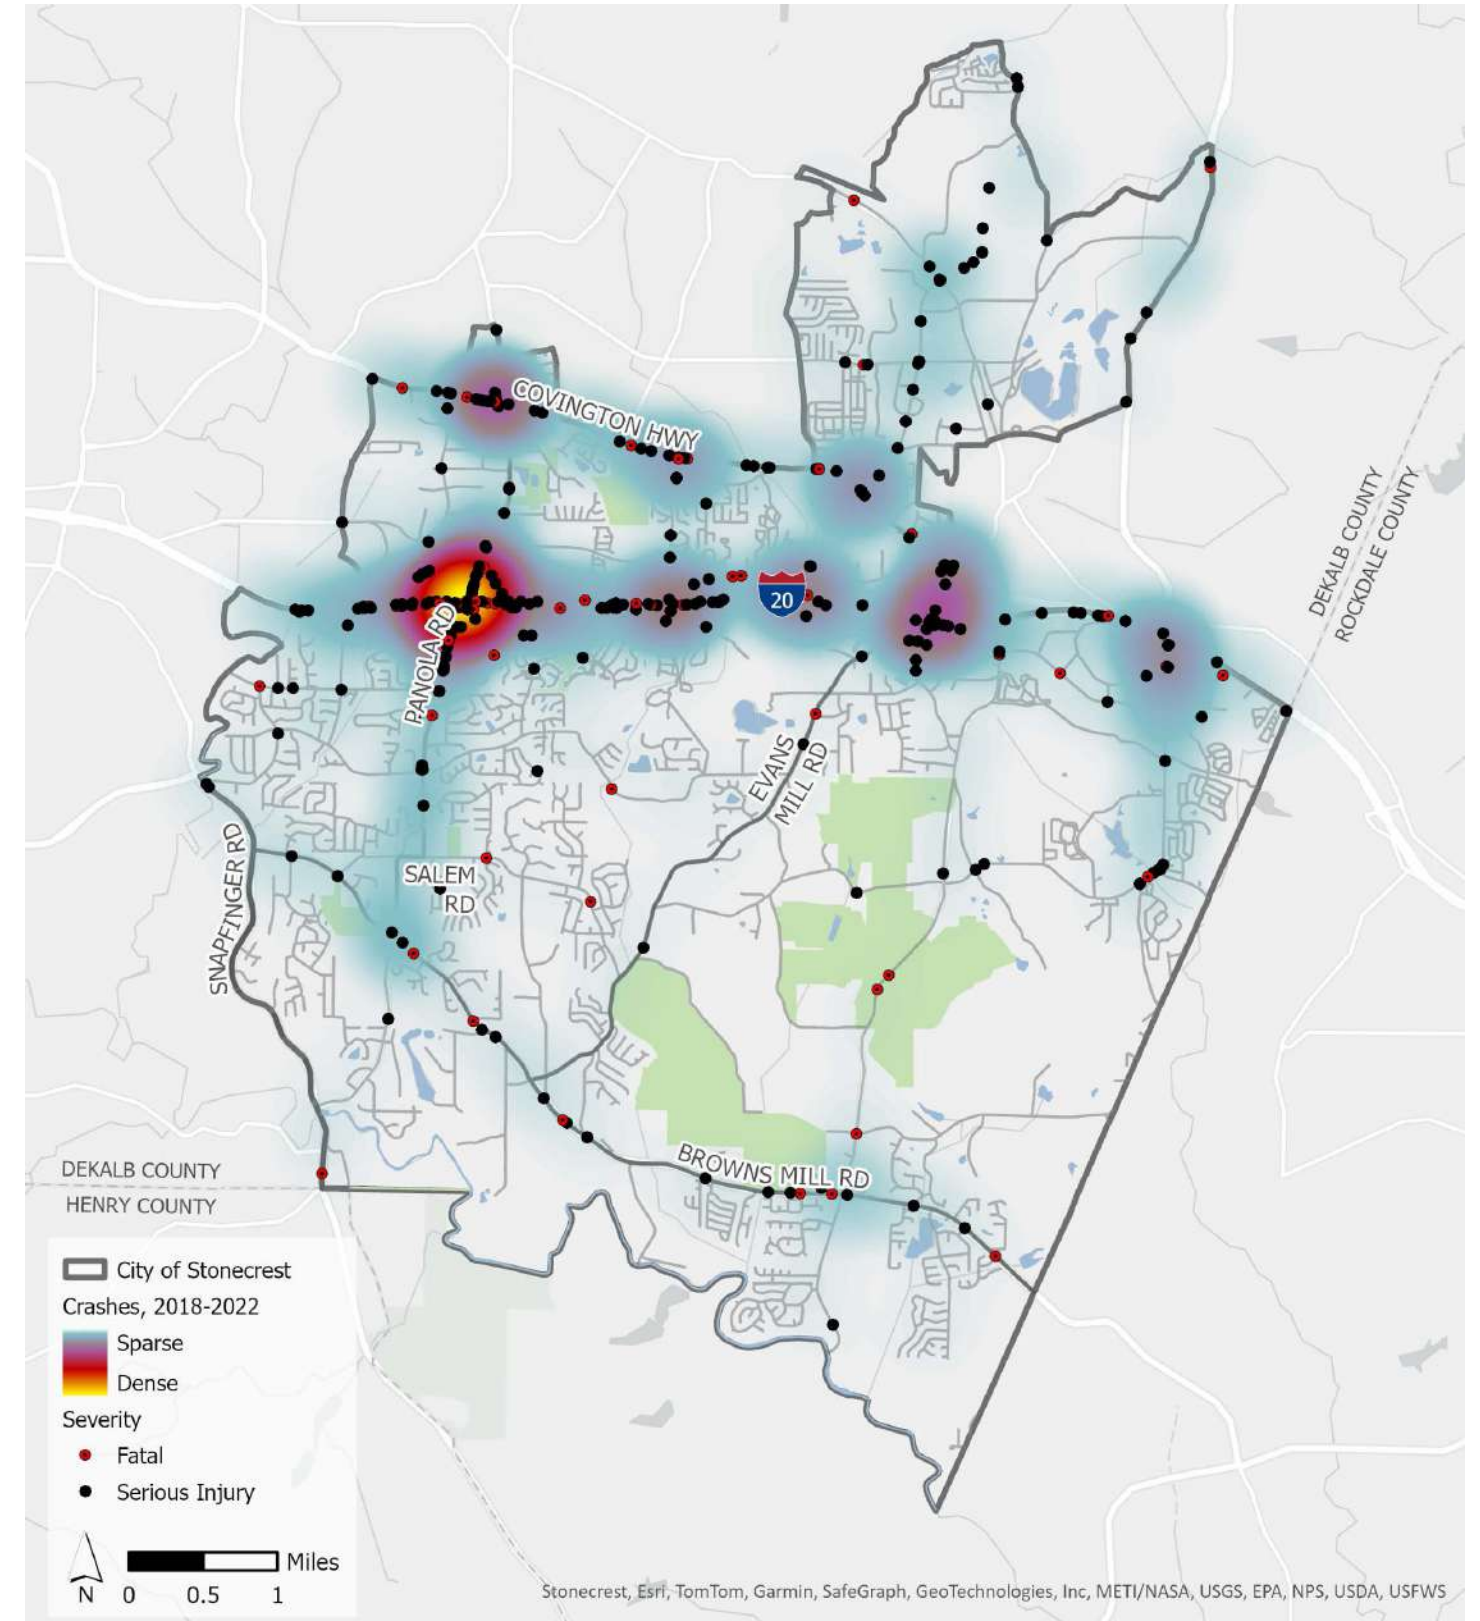 COVINGTON HWY
DEKALB COUNTY
ROCKDALE COUNTY
20
PANOLA RD
EVANS
MILL RD
SNAPFINGER RD
SALEM
RD
BROWNS MILL RD
DEKALB COUNTY
HENRY COUNTY
City of Stonecrest
Crashes, 2018-2022
Sparse
Dense
Severity
Fatal
Serious Injury
N
Miles
0 0.5 1
Stonecrest, Esri, TomTom, Garmin, SafeGraph, GeoTechnologies, Inc, METI/NASA, USGS, EPA, NPS, USDA, USFWS